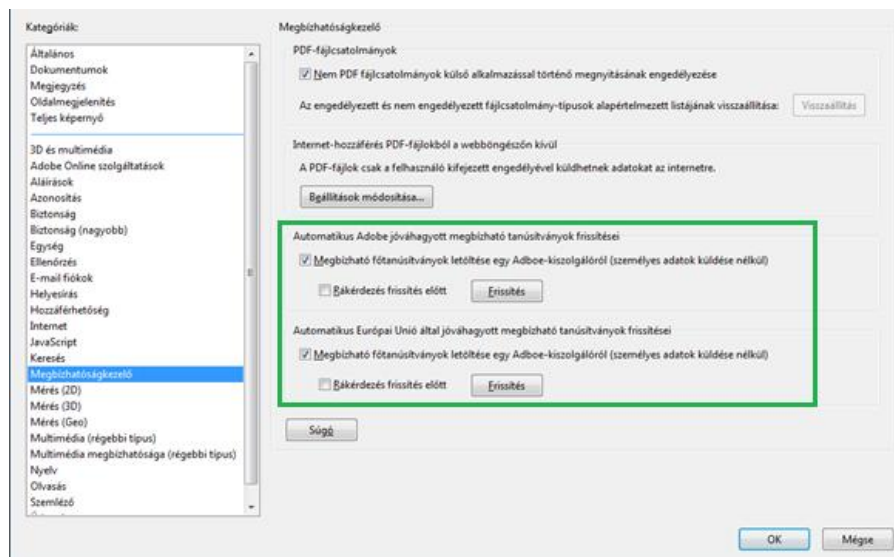 Kategóriák:
Általános
Dokumentumok
Megjegyzés
Oldalmegjelenítés
Teljes képernyő
3D és multimédia
Adobe Online szolgáltatások
Aláírások
Azonosítás
Biztonság
Biztonság (nagyobb)
Egység
Ellenőrzés
E-mail fiókok
Helyesírás
Hozzáférhetőség
Internet
JavaScript
Keresés
Megbízhatóságkezelő
Mérés (2D)
Mérés (3D)
Mérés (Geo)
Multimédia (régebbi típus)
Multimédia megbízhatósága (régebbi típus)
Nyelv
Olvasás
Szemléző
Megbízhatóságkezelő
PDF-fájlcsatolmányok
Nem PDF fájlcsatolmányok külső alkalmazással történő megnyitásának engedélyezése
Az engedélyezett és nem engedélyezett fájlcsatolmány-típusok alapértelmezett listájának visszaállítása: Visszaállítás
Internet-hozzáférés PDF-fájlokból a webböngészőn kívül
A PDF-fájlok csak a felhasználó kifejezett engedélyével küldhetnek adatokat az internetre.
Beállítások módosítása...
Automatikus Adobe jóváhagyott megbízható tanúsítványok frissítései
Megbízható főtanúsítványok letöltése egy Adboe-kiszolgálóról (személyes adatok küldése nélkül)
Rákérdezés frissítés előtt Frissítés
Automatikus Európai Unió által jóváhagyott megbízható tanúsítványok frissítései
Megbízható főtanúsítványok letöltése egy Adboe-kiszolgálóról (személyes adatok küldése nélkül)
Rákérdezés frissítés előtt Frissítés
Súgó
OK Mégse